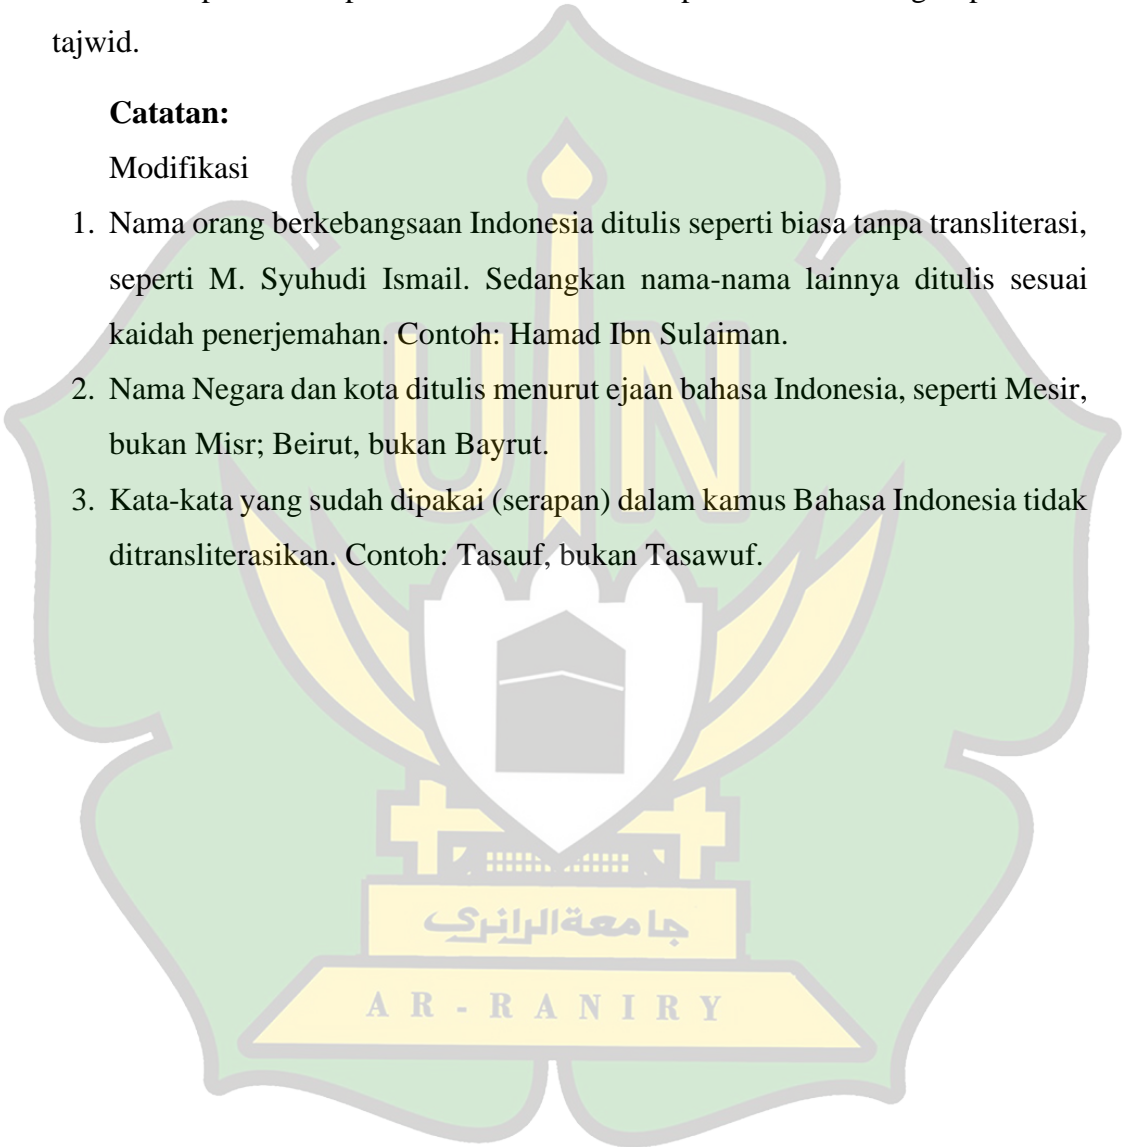 tajwid.
Catatan:
Modifikasi
1. Nama orang berkebangsaan Indonesia ditulis seperti biasa tanpa transliterasi,
seperti M. Syuhudi Ismail. Sedangkan nama-nama lainnya ditulis sesuai
kaidah penerjemahan. Contoh: Hamad Ibn Sulaiman.
2. Nama Negara dan kota ditulis menurut ejaan bahasa Indonesia, seperti Mesir,
bukan Misr; Beirut, bukan Bayrut.
3. Kata-kata yang sudah dipakai (serapan) dalam kamus Bahasa Indonesia tidak
ditransliterasikan. Contoh: Tasauf, bukan Tasawuf.
UIN
جامعة الرانري
AR-RANIRY